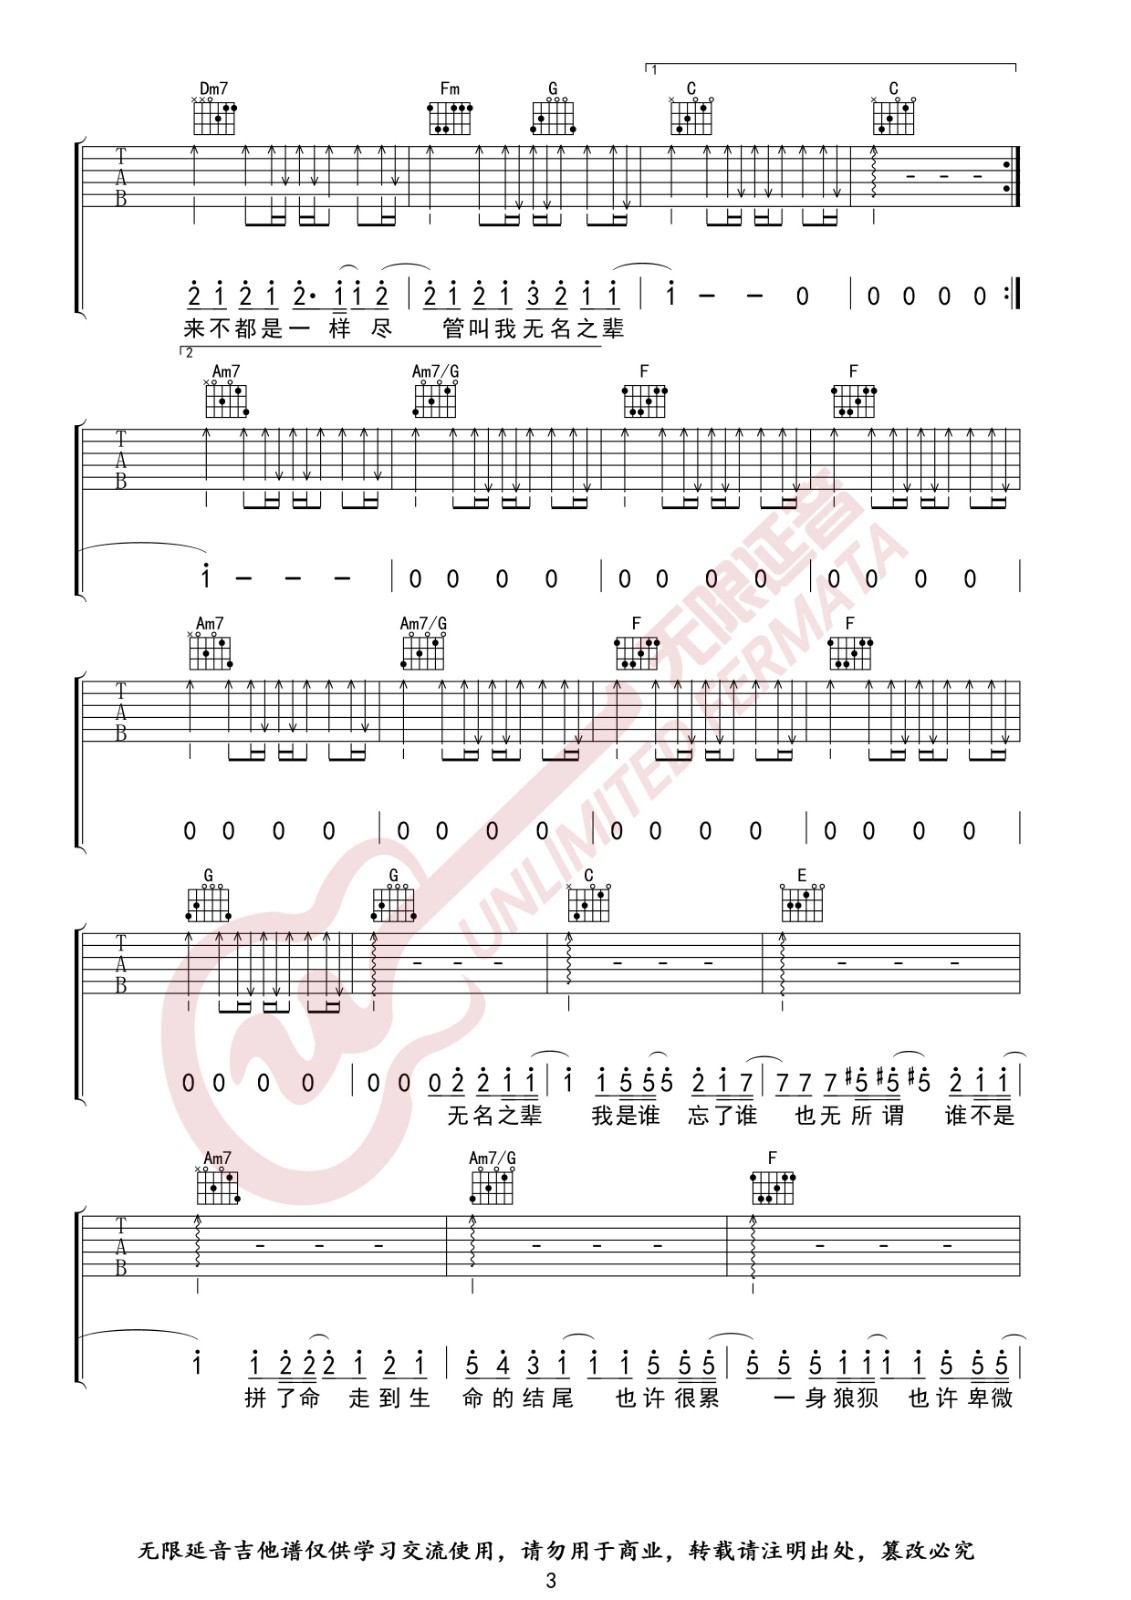 1
Dm7 Fm G C C
T
A
B
2 1 2 1 2· 1 1 2 | 2 1 2 1 3 2 1 1 | 1 – – 0 | 0 0 0 0
来不都是一 样 尽 管叫我无名之辈
2
Am7 Am7/G F F
T
A
B
1 – – – | 0 0 0 0 | 0 0 0 0 | 0 0 0 0 |
Am7 Am7/G F F
T
A
B
0 0 0 0 | 0 0 0 0 | 0 0 0 0 | 0 0 0 0 |
G G C E
T
A
B
0 0 0 0 | 0 0 0 2 2 1 1 | 1 1 5 5 5 2 1 7 | 7 7 7 #5 #5 #5 2 1 1 |
无名之辈 我是谁 忘了谁 也无所谓 谁不是
Am7 Am7/G F
T
A
B
1 1 2 2 2 1 2 1 | 5 4 3 1 1 1 5 5 5 | 5 5 5 1 1 1 1 5 5 5 |
拼了命 走到生 命的结尾 也许很累 一身狼狈 也许卑微
无限延音
UNLIMITED FERMATA
无限延音吉他谱仅供学习交流使用，请勿用于商业，转载请注明出处，篡改必究
3